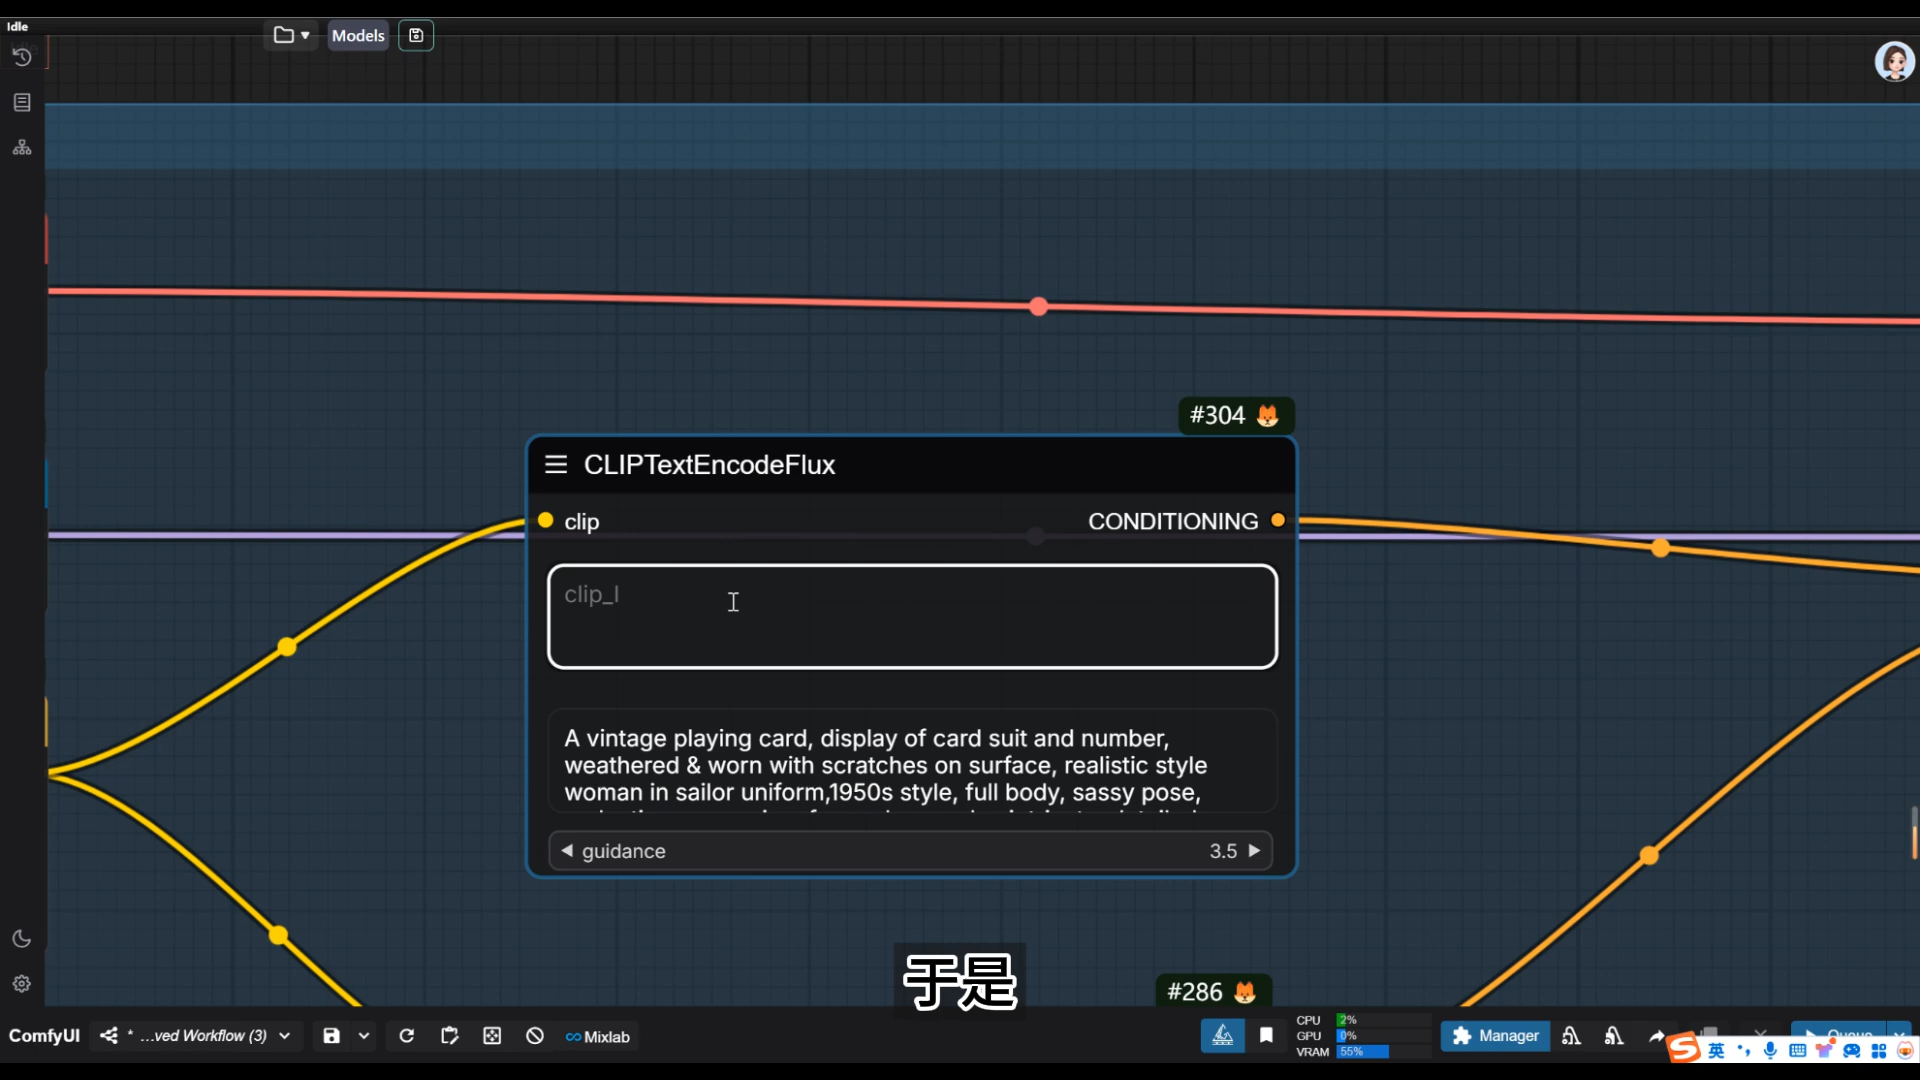 Idle
Models
#304
CLIPTextEncodeFlux
clip
CONDITIONING
clip_l
A vintage playing card, display of card suit and number,
weathered & worn with scratches on surface, realistic style
woman in sailor uniform,1950s style, full body, sassy pose,
guidance
3.5
于是
#286
ComfyUI
* ...ved Workflow (3)
Mixlab
CPU 2%
GPU 0%
VRAM 55%
Manager
Queue
英